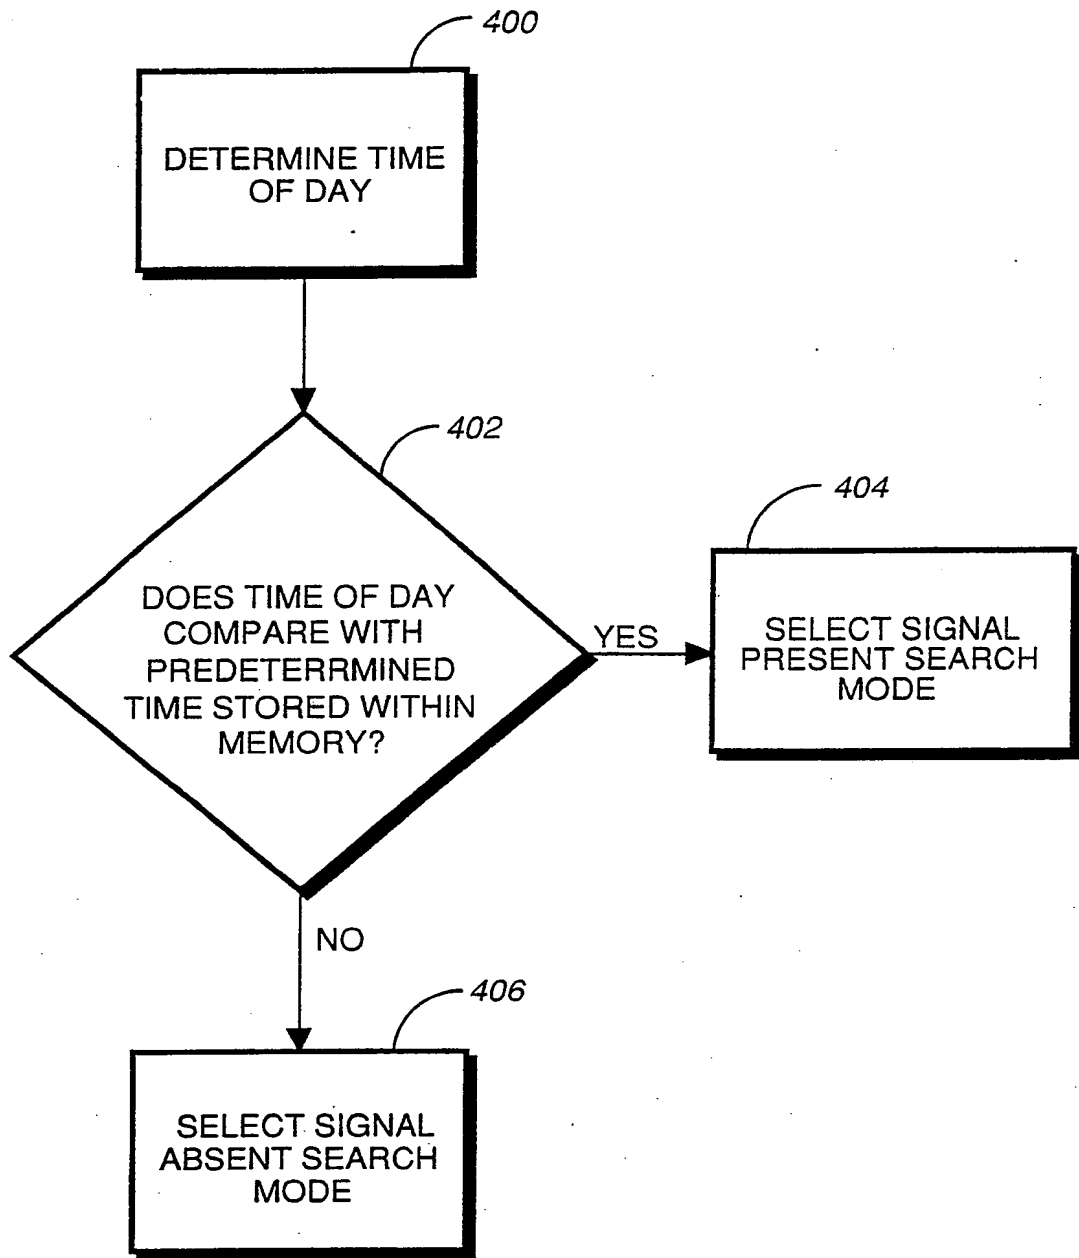 400
DETERMINE TIME
OF DAY
402
DOES TIME OF DAY
COMPARE WITH
PREDETERRMINED
TIME STORED WITHIN
MEMORY?
YES
404
SELECT SIGNAL
PRESENT SEARCH
MODE
NO
406
SELECT SIGNAL
ABSENT SEARCH
MODE